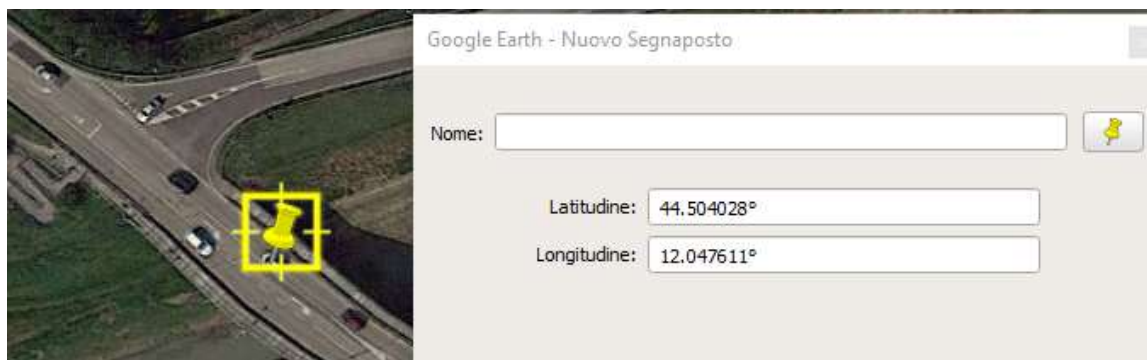 Google Earth - Nuovo Segnaposto
Nome:
Latitudine: 44.504028°
Longitudine: 12.047611°